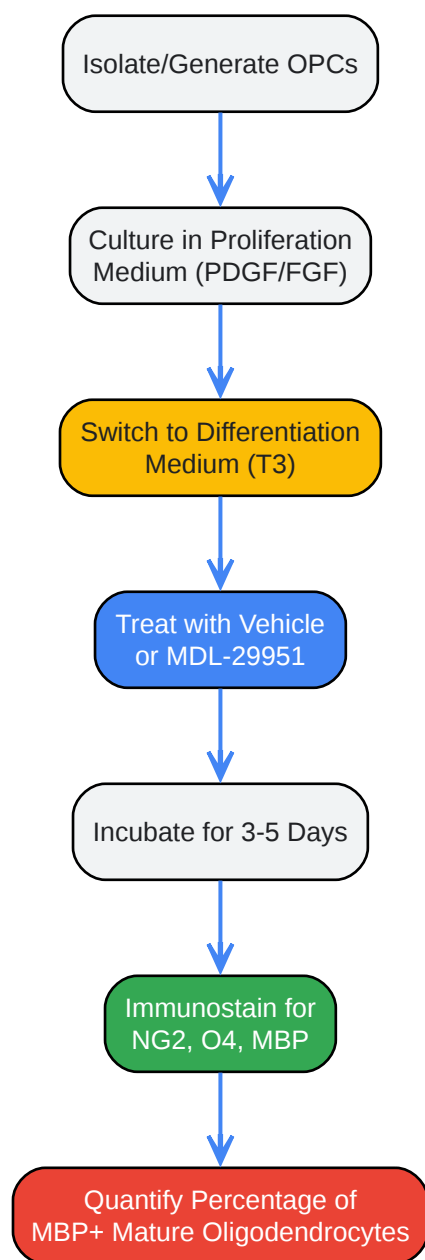 Isolate/Generate OPCs
Culture in Proliferation
Medium (PDGF/FGF)
Switch to Differentiation
Medium (T3)
Treat with Vehicle
or MDL-29951
Incubate for 3-5 Days
Immunostain for
NG2, O4, MBP
Quantify Percentage of
MBP+ Mature Oligodendrocytes